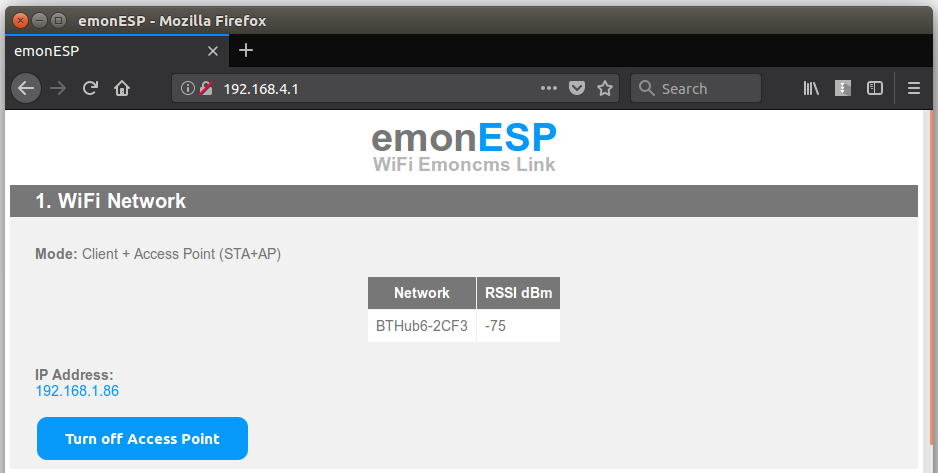 emonESP - Mozilla Firefox
emonESP
192.168.4.1
Search
emonESP
WiFi Emoncms Link
1. WiFi Network
Mode: Client + Access Point (STA+AP)
Network RSSI dBm
BTHub6-2CF3 -75
IP Address:
192.168.1.86
Turn off Access Point